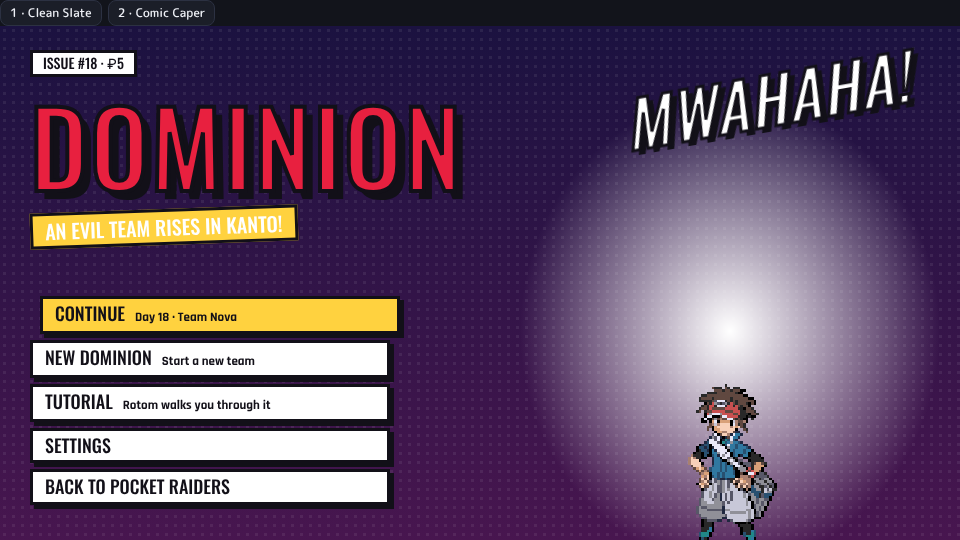 1 · Clean Slate
2 · Comic Caper
ISSUE #18 · ₽5
MWAHAHA!
DOMINION
AN EVIL TEAM RISES IN KANTO!
CONTINUE Day 18 · Team Nova
NEW DOMINION Start a new team
TUTORIAL Rotom walks you through it
SETTINGS
BACK TO POCKET RAIDERS